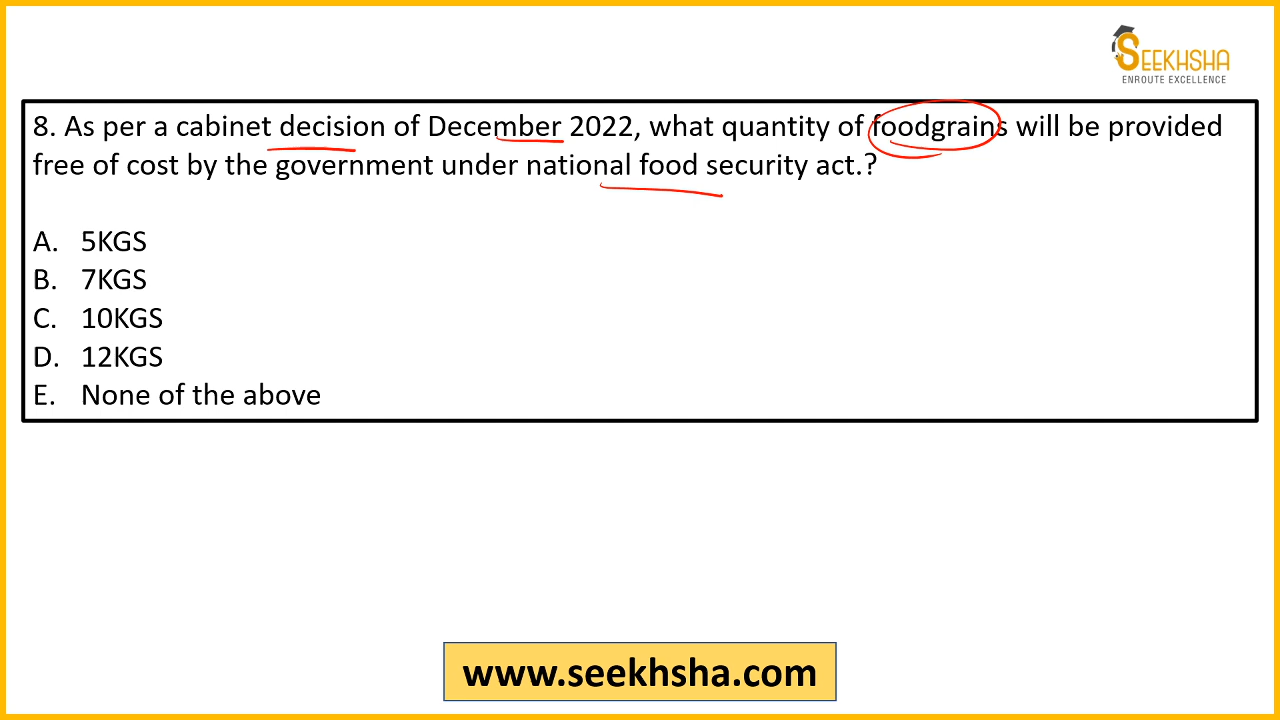 SEEKHSHA
ENROUTE EXCELLENCE
8. As per a cabinet decision of December 2022, what quantity of foodgrains will be provided
free of cost by the government under national food security act.?
A. 5KGS
B. 7KGS
C. 10KGS
D. 12KGS
E. None of the above
www.seekhsha.com